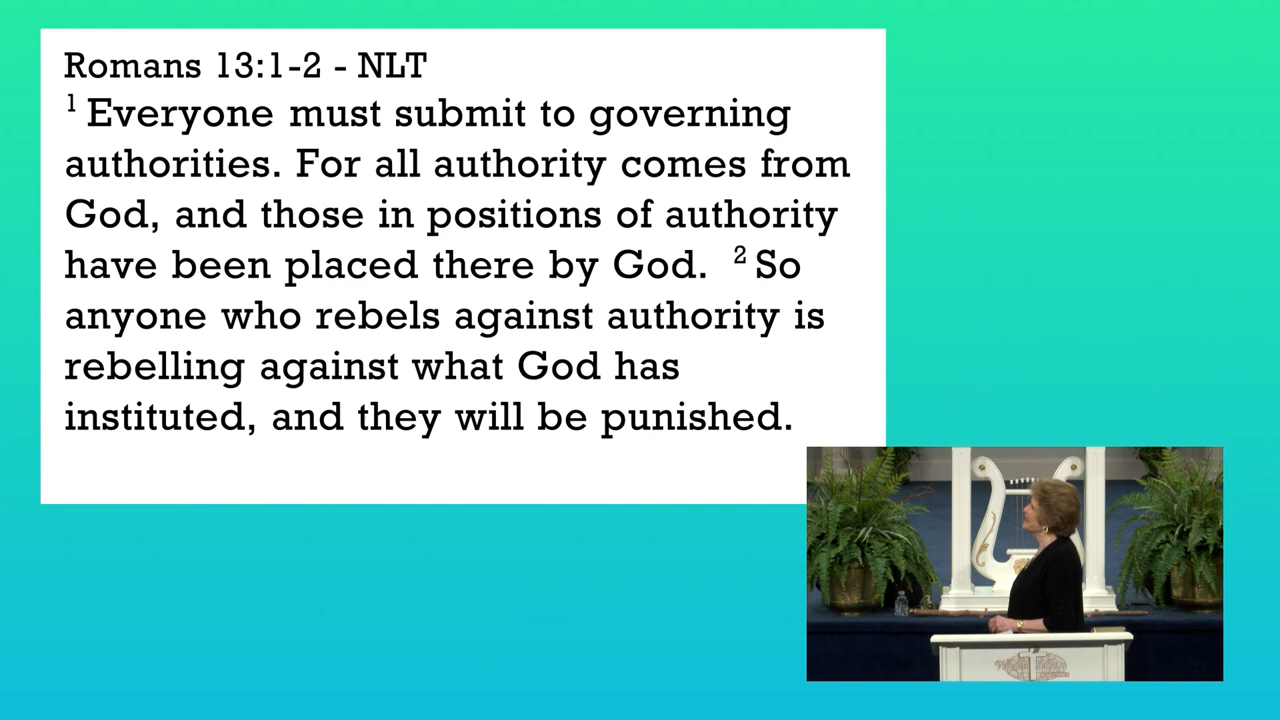 Romans 13:1-2 - NLT
1 Everyone must submit to governing
authorities. For all authority comes from
God, and those in positions of authority
have been placed there by God. 2 So
anyone who rebels against authority is
rebelling against what God has
instituted, and they will be punished.